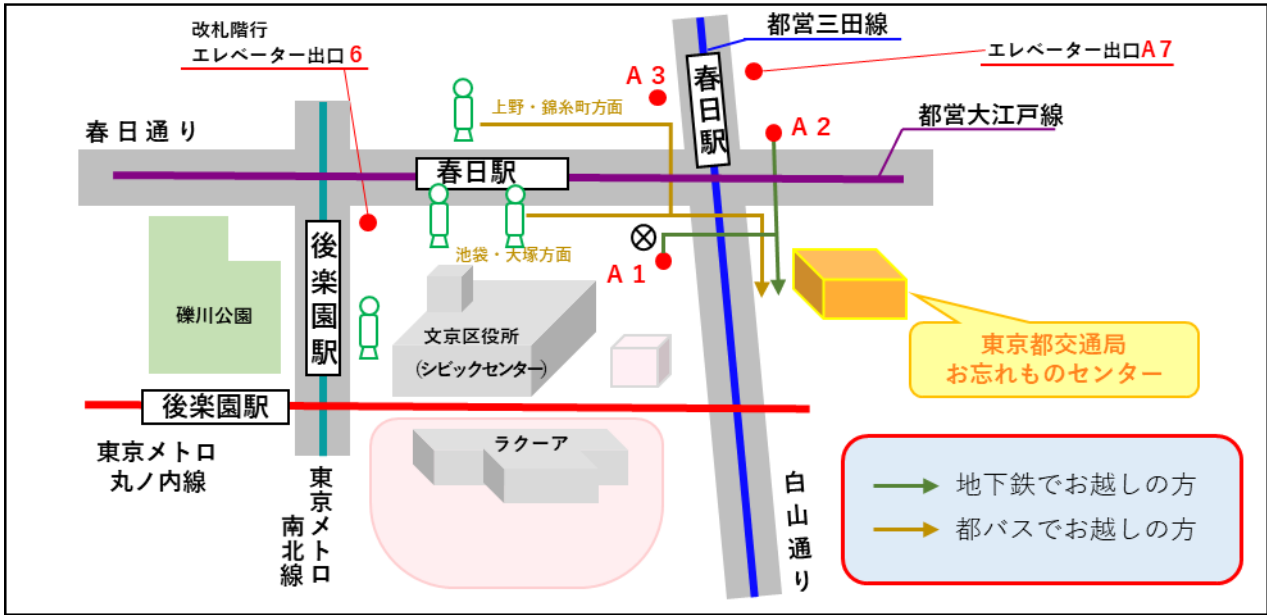 改札階行
エレベーター出口6
都営三田線
エレベーター出口A7
A3
春日駅
上野・錦糸町方面
A2
都営大江戸線
春日通り
春日駅
後楽園駅
池袋・大塚方面
A1
礫川公園
文京区役所
(シビックセンター)
東京都交通局
お忘れものセンター
後楽園駅
東京メトロ
丸ノ内線
ラクーア
東京メトロ
南北線
白山通り
地下鉄でお越しの方
都バスでお越しの方